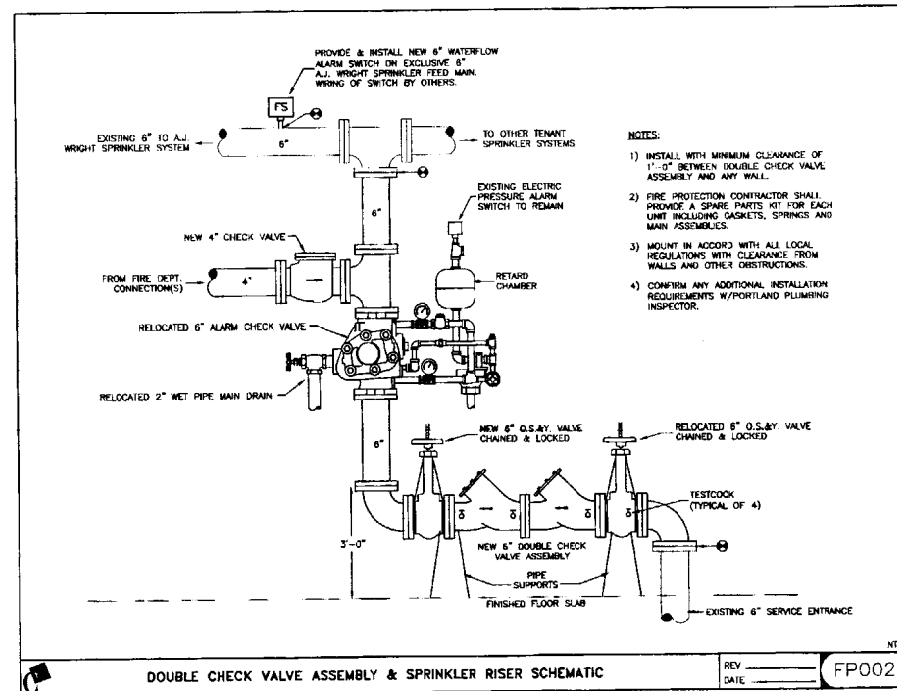 PROVIDE & INSTALL NEW 6" WATERFLOW
ALARM SWITCH ON EXCLUSIVE 6"
A.J. WRIGHT SPRINKLER FEED MAIN.
WIRING OF SWITCH BY OTHERS.
FS
EXISTING 6" TO A.J.
WRIGHT SPRINKLER SYSTEM
6"
TO OTHER TENANT
SPRINKLER SYSTEMS
NOTES:
1) INSTALL WITH MINIMUM CLEARANCE OF
1'-0" BETWEEN DOUBLE CHECK VALVE
ASSEMBLY AND ANY WALL.
2) FIRE PROTECTION CONTRACTOR SHALL
PROVIDE A SPARE PARTS KIT FOR EACH
UNIT INCLUDING GASKETS, SPRINGS AND
MAIN ASSEMBLIES.
3) MOUNT IN ACCORD WITH ALL LOCAL
REGULATIONS WITH CLEARANCE FROM
WALLS AND OTHER OBSTRUCTIONS.
4) CONFIRM ANY ADDITIONAL INSTALLATION
REQUIREMENTS W/PORTLAND PLUMBING
INSPECTOR.
EXISTING ELECTRIC
PRESSURE ALARM
SWITCH TO REMAIN
6"
NEW 4" CHECK VALVE
FROM FIRE DEPT.
CONNECTION(S)
4"
RETARD
CHAMBER
RELOCATED 6" ALARM CHECK VALVE
RELOCATED 2" WET PIPE MAIN DRAIN
6"
NEW 6" O.S.&Y. VALVE
CHAINED & LOCKED
RELOCATED 6" O.S.&Y. VALVE
CHAINED & LOCKED
TESTCOCK
(TYPICAL OF 4)
3'-0"
NEW 6" DOUBLE CHECK
VALVE ASSEMBLY
PIPE
SUPPORTS
FINISHED FLOOR SLAB
EXISTING 6" SERVICE ENTRANCE
DOUBLE CHECK VALVE ASSEMBLY & SPRINKLER RISER SCHEMATIC
REV
DATE
FP002